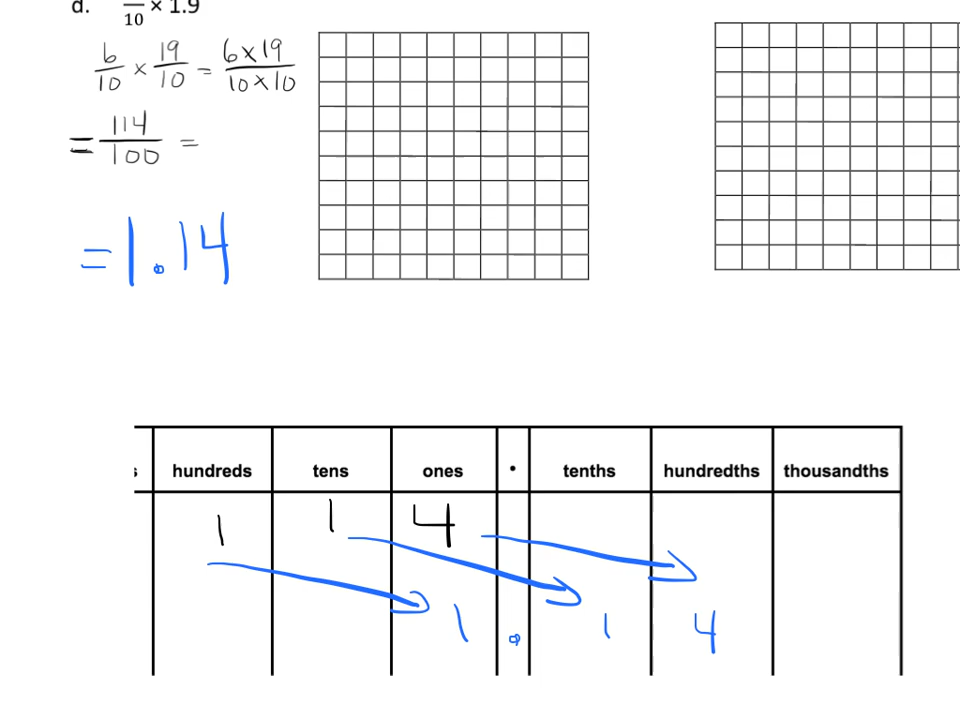 d. /10 × 1.9
6/10 × 19/10 = 6×19/10×10
= 114/100 =
= 1.14
hundreds tens ones . tenths hundredths thousandths
1 1 4
1 . 1 4